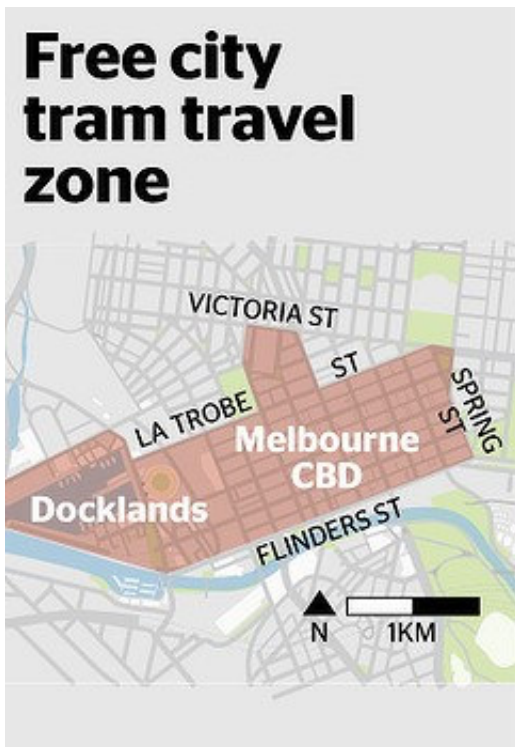 Free city
tram travel
zone
VICTORIA ST
LA TROBE ST
SPRING ST
Melbourne
CBD
Docklands
FLINDERS ST
N
1KM